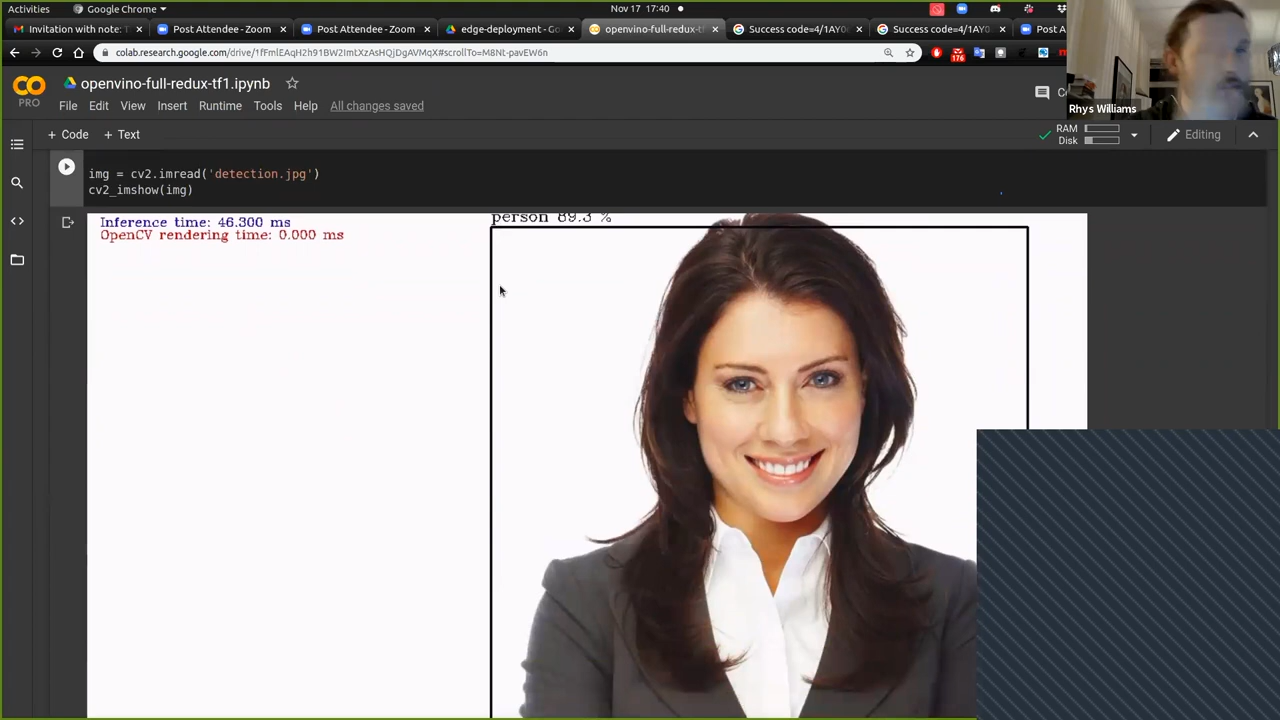 Activities
Google Chrome
Nov 17 17:40
Invitation with note: T
Post Attendee - Zoom
Post Attendee - Zoom
edge-deployment - Go
openvino-full-redux-tf
Success code=4/1AY0
Success code=4/1AY0
Post A
colab.research.google.com/drive/1fFmlEAqH2h91BW2ImtXzAsHQjDgAVMqX#scrollTo=M8Nt-pavEW6n
176
CO
PRO
openvino-full-redux-tf1.ipynb
File Edit View Insert Runtime Tools Help All changes saved
Rhys Williams
+ Code + Text
RAM
Disk
Editing
img = cv2.imread('detection.jpg')
cv2_imshow(img)
Inference time: 46.300 ms
OpenCV rendering time: 0.000 ms
person 89.3 %